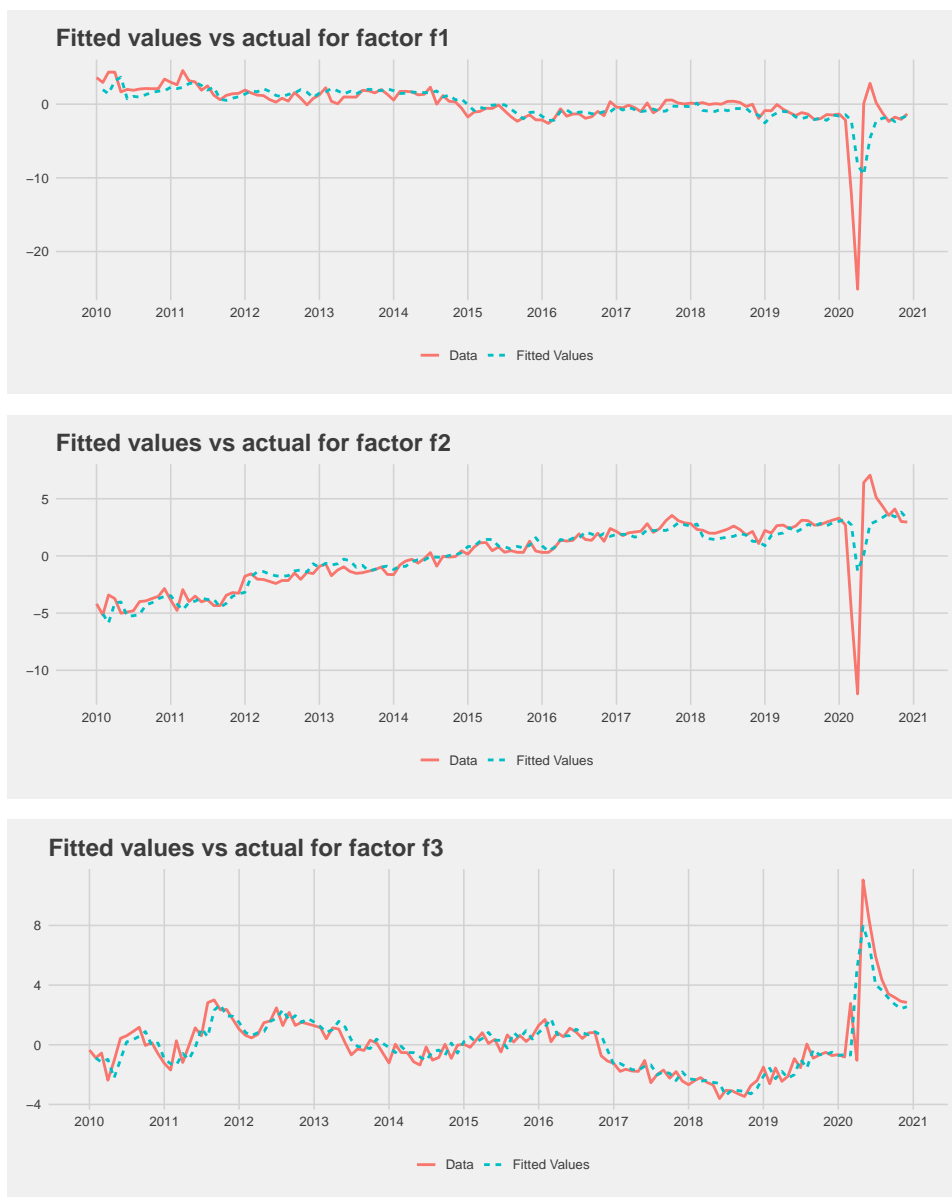 Fitted values vs actual for factor f1
0
−10
−20
2010 2011 2012 2013 2014 2015 2016 2017 2018 2019 2020 2021
Data Fitted Values
Fitted values vs actual for factor f2
5
0
−5
−10
2010 2011 2012 2013 2014 2015 2016 2017 2018 2019 2020 2021
Data Fitted Values
Fitted values vs actual for factor f3
8
4
0
−4
2010 2011 2012 2013 2014 2015 2016 2017 2018 2019 2020 2021
Data Fitted Values